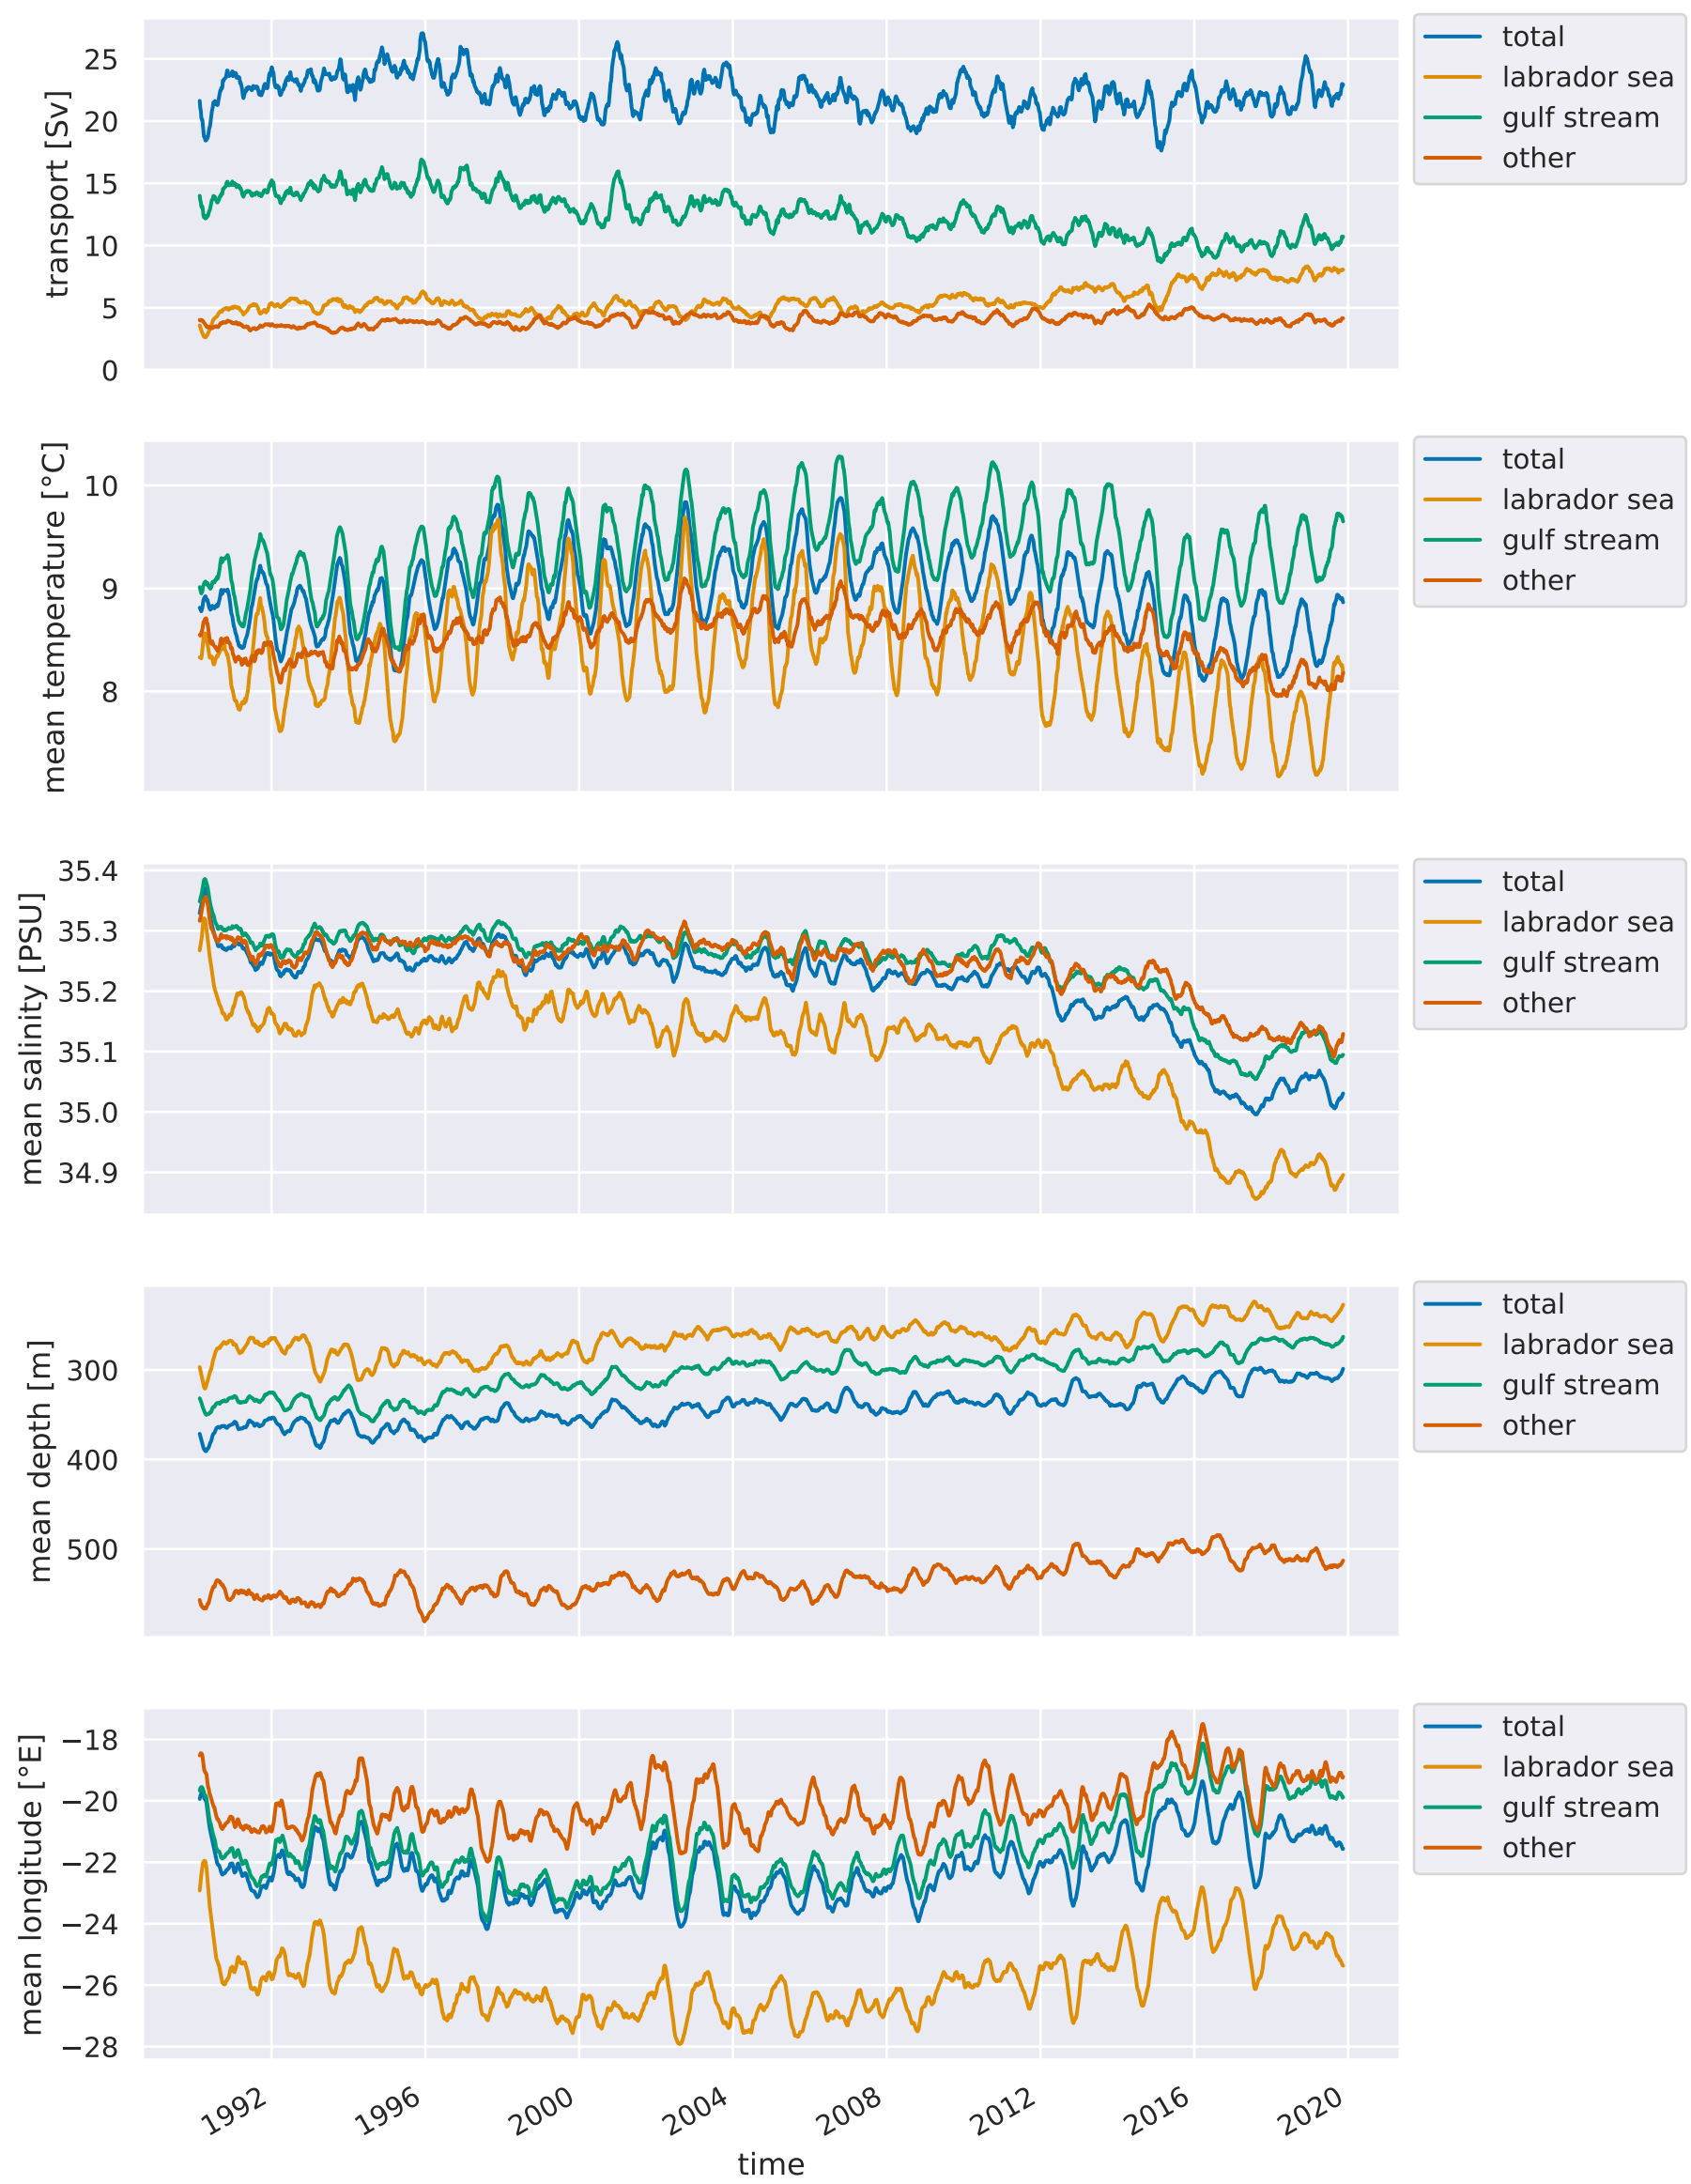 transport [Sv]
25
20
15
10
5
0
total
labrador sea
gulf stream
other
mean temperature [°C]
10
9
8
total
labrador sea
gulf stream
other
mean salinity [PSU]
35.4
35.3
35.2
35.1
35.0
34.9
total
labrador sea
gulf stream
other
mean depth [m]
300
400
500
total
labrador sea
gulf stream
other
mean longitude [°E]
−18
−20
−22
−24
−26
−28
total
labrador sea
gulf stream
other
1992 1996 2000 2004 2008 2012 2016 2020
time